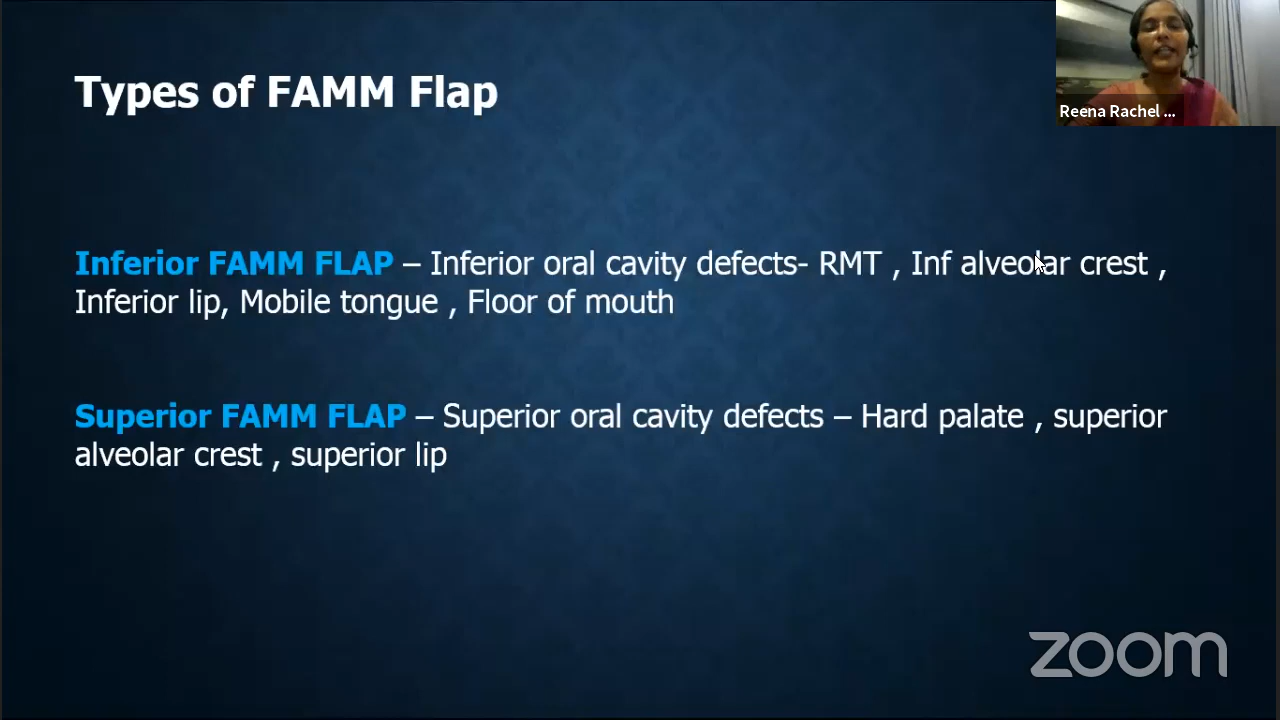 Types of FAMM Flap
Reena Rachel ...
Inferior FAMM FLAP – Inferior oral cavity defects- RMT , Inf alveolar crest ,
Inferior lip, Mobile tongue , Floor of mouth
Superior FAMM FLAP – Superior oral cavity defects – Hard palate , superior
alveolar crest , superior lip
zoom